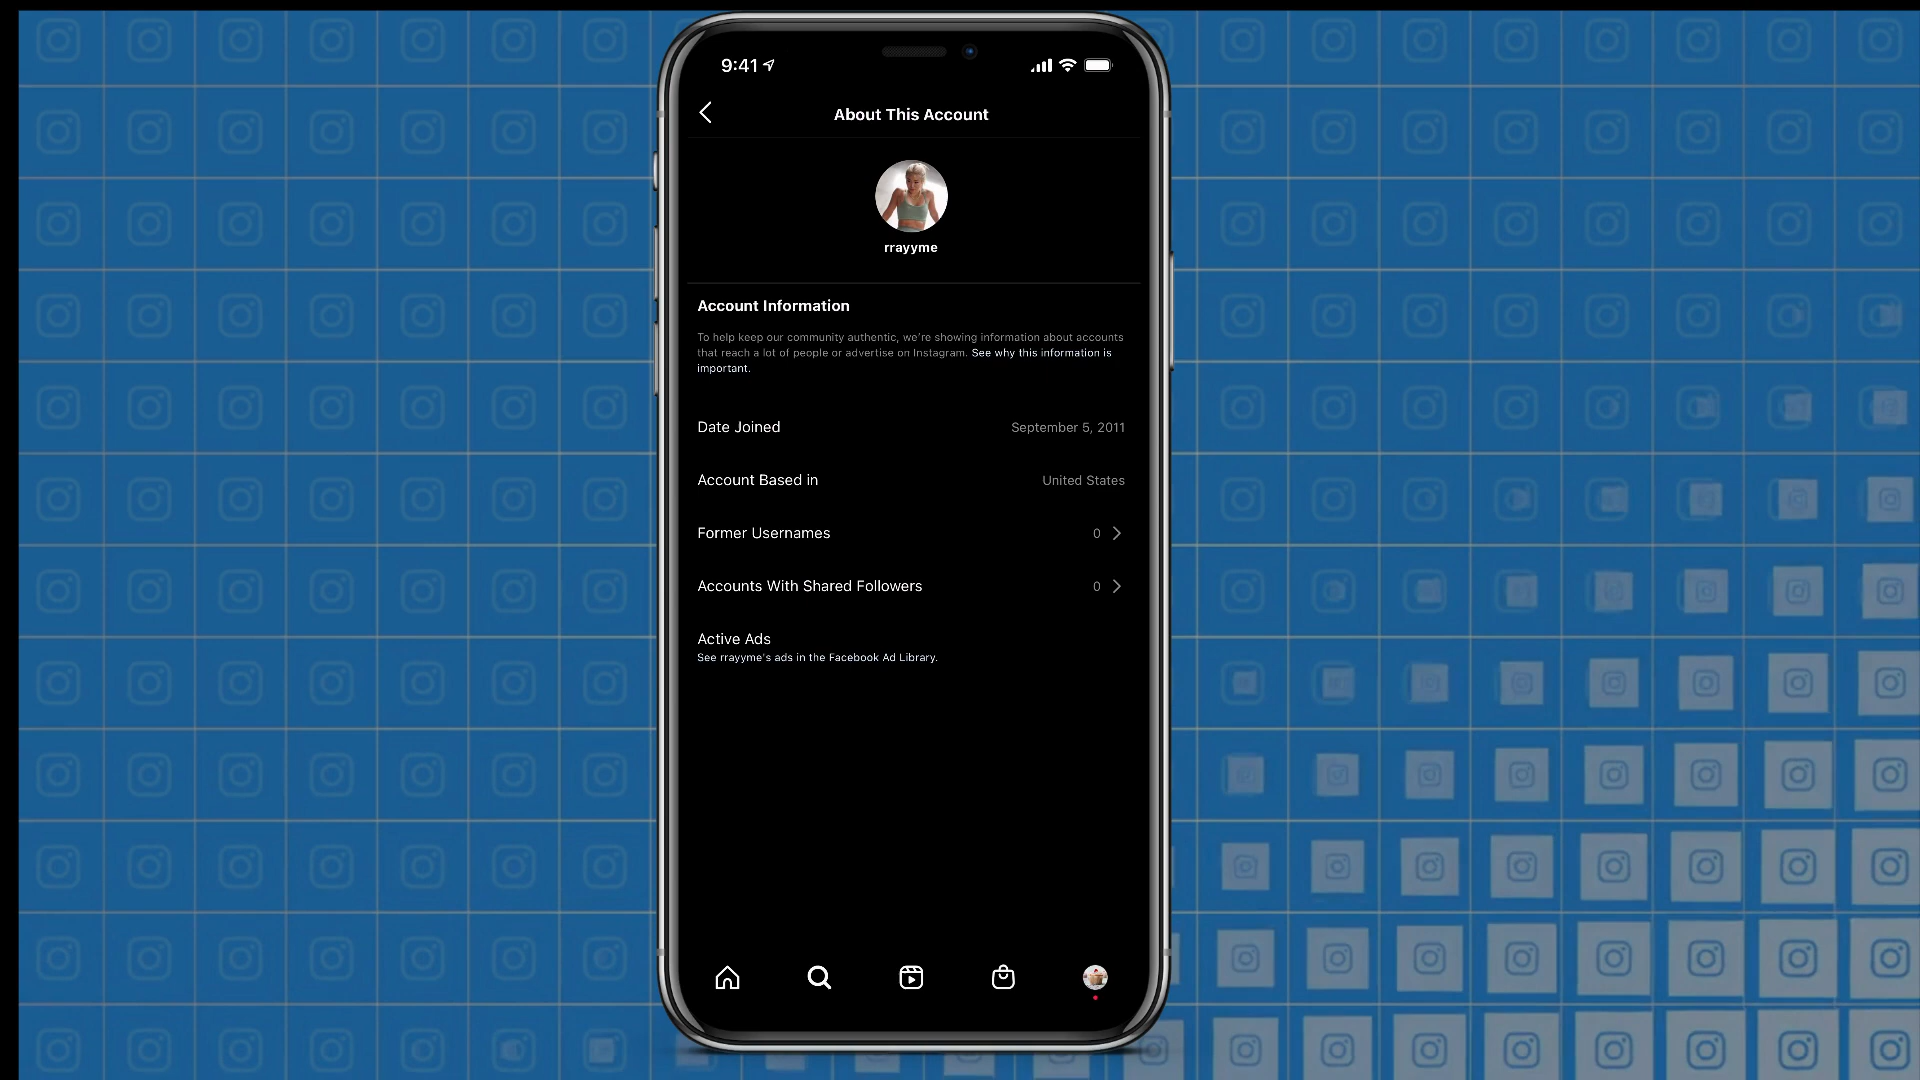 9:41
About This Account
rrayyme
Account Information
To help keep our community authentic, we're showing information about accounts
that reach a lot of people or advertise on Instagram. See why this information is
important.
Date Joined September 5, 2011
Account Based in United States
Former Usernames 0
Accounts With Shared Followers 0
Active Ads
See rrayyme's ads in the Facebook Ad Library.